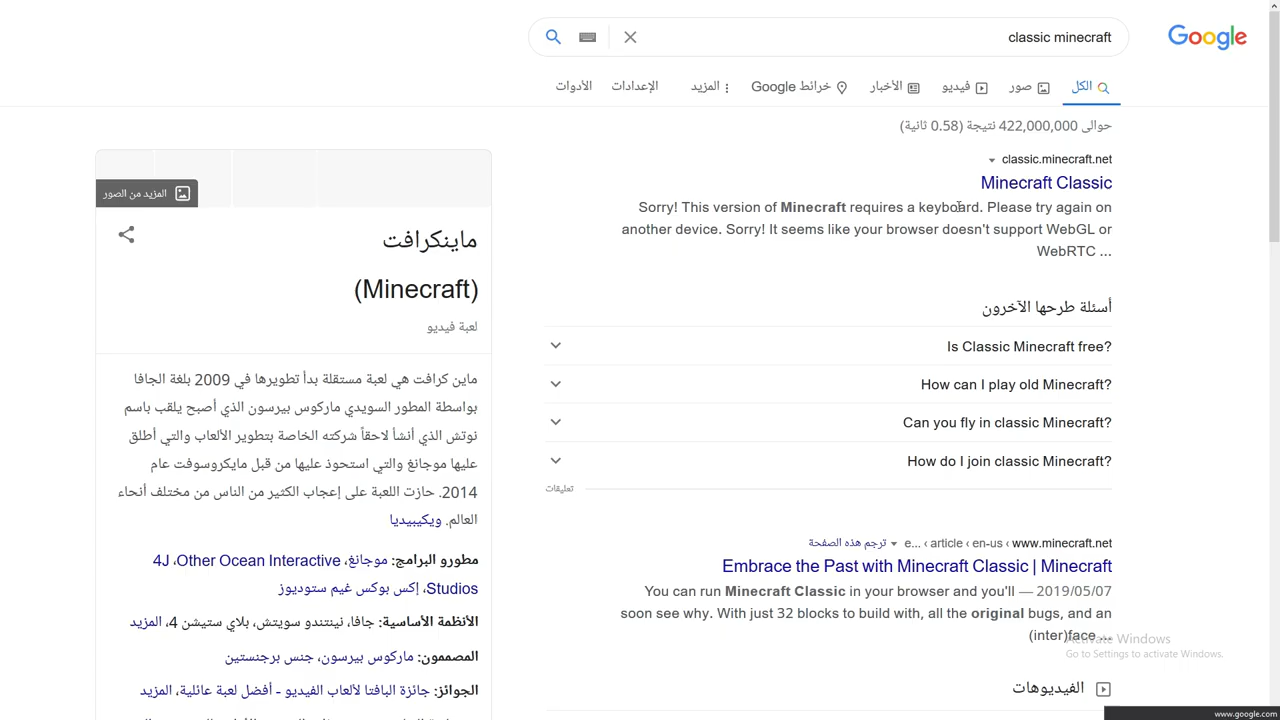 classic minecraft
Google
الكل
صور
فيديو
الأخبار
خرائط Google
المزيد
الإعدادات
الأدوات
حوالى 422,000,000 نتيجة (0.58 ثانية)
classic.minecraft.net
Minecraft Classic
Sorry! This version of Minecraft requires a keyboard. Please try again on
another device. Sorry! It seems like your browser doesn't support WebGL or
WebRTC ...
أسئلة طرحها الآخرون
Is Classic Minecraft free?
How can I play old Minecraft?
Can you fly in classic Minecraft?
How do I join classic Minecraft?
تعليقات
www.minecraft.net › en-us › article › e... ترجم هذه الصفحة
Embrace the Past with Minecraft Classic | Minecraft
07‏/05‏/2019 — You can run Minecraft Classic in your browser and you'll
soon see why. With just 32 blocks to build with, all the original bugs, and an
(inter)face ...
الفيديوهات
المزيد من الصور
ماينكرافت
(Minecraft)
لعبة فيديو
ماين كرافت هي لعبة مستقلة بدأ تطويرها في 2009 بلغة الجافا
بواسطة المطور السويدي ماركوس بيرسون الذي أصبح يلقب باسم
نوتش الذي أنشأ لاحقاً شركته الخاصة بتطوير الألعاب والتي أطلق
عليها موجانغ والتي استحوذ عليها من قبل مايكروسوفت عام
2014. حازت اللعبة على إعجاب الكثير من الناس من مختلف أنحاء
العالم. ويكيبيديا
مطورو البرامج: موجانغ، Other Ocean Interactive، 4J
Studios، إكس بوكس غيم ستوديوز
الأنظمة الأساسية: جافا، نينتندو سويتش، بلاي ستيشن 4، المزيد
المصممون: ماركوس بيرسون، جنس برجنستين
الجوائز: جائزة البافتا لألعاب الفيديو - أفضل لعبة عائلية، المزيد
Activate Windows
Go to Settings to activate Windows.
www.google.com